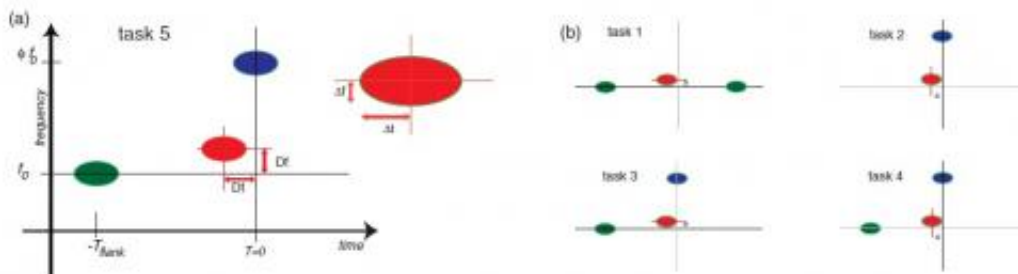 (a)
task 5
ϕ f₀
frequency
f₀
Δf
Δt
Df
Dt
-T_flank
T=0
time
(b)
task 1
task 2
task 3
task 4